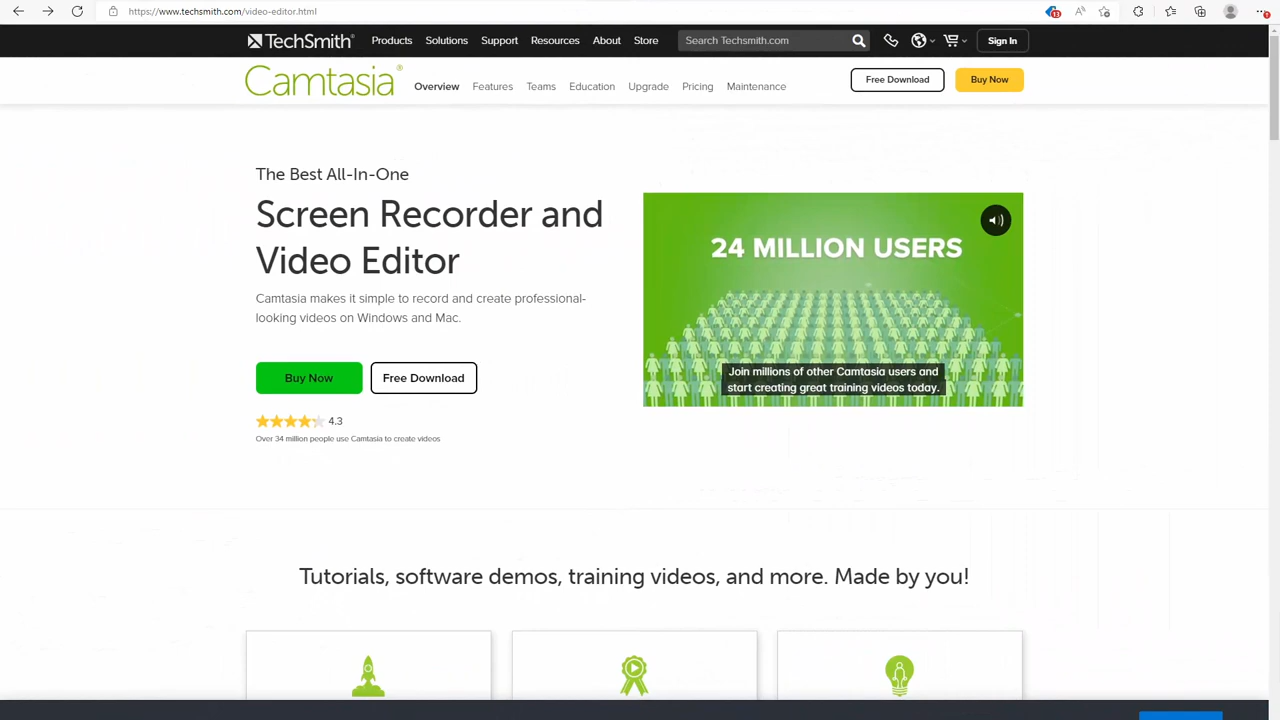 https://www.techsmith.com/video-editor.html
13
TechSmith®
Products
Solutions
Support
Resources
About
Store
Search Techsmith.com
Sign In
Camtasia®
Overview
Features
Teams
Education
Upgrade
Pricing
Maintenance
Free Download
Buy Now
The Best All-In-One
Screen Recorder and
Video Editor
Camtasia makes it simple to record and create professional-
looking videos on Windows and Mac.
Buy Now
Free Download
4.3
Over 34 million people use Camtasia to create videos
24 MILLION USERS
Join millions of other Camtasia users and
start creating great training videos today.
Tutorials, software demos, training videos, and more. Made by you!